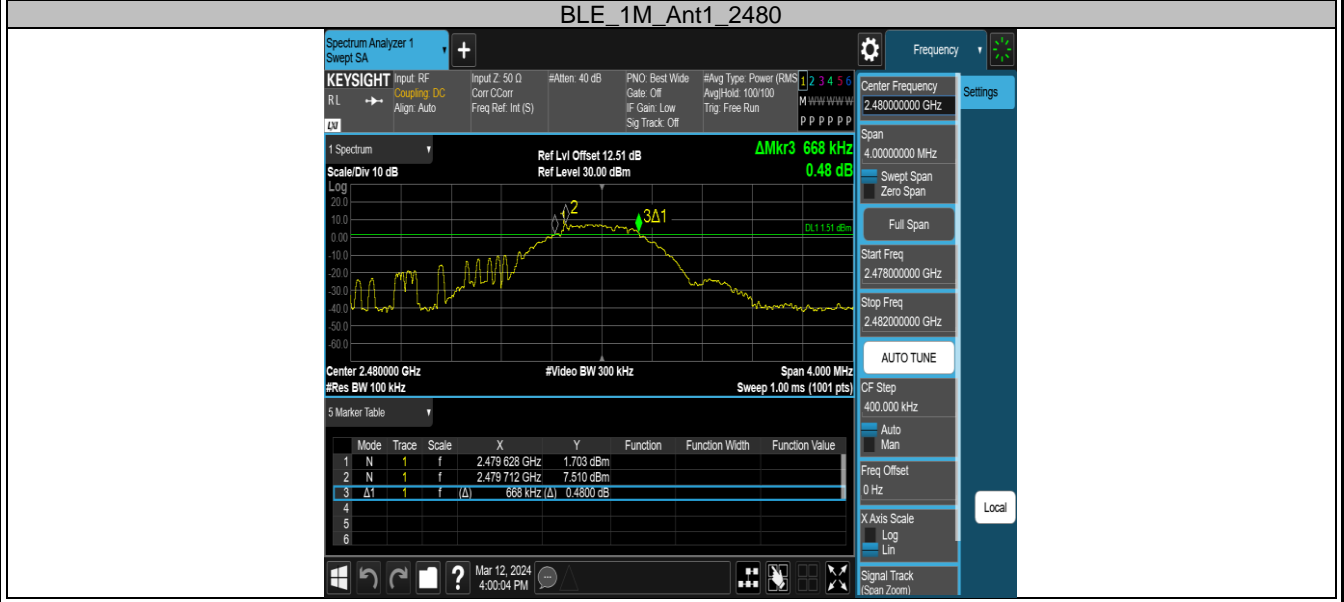 BLE_1M_Ant1_2480
Spectrum Analyzer 1
Swept SA
Frequency
KEYSIGHT
RL
LXI
Input: RF
Coupling: DC
Align: Auto
Input Z: 50 Ω
Corr CCorr
Freq Ref: Int (S)
#Atten: 40 dB
PNO: Best Wide
Gate: Off
IF Gain: Low
Sig Track: Off
#Avg Type: Power (RMS
Avg|Hold: 100/100
Trig: Free Run
1 2 3 4 5 6
M W W W W W
P P P P P P
1 Spectrum
Scale/Div 10 dB
Ref Lvl Offset 12.51 dB
Ref Level 30.00 dBm
ΔMkr3 668 kHz
0.48 dB
Log
20.0
10.0
0.00
-10.0
-20.0
-30.0
-40.0
-50.0
-60.0
2
3Δ1
DL1 1.51 dBm
Center 2.480000 GHz
#Video BW 300 kHz
Span 4.000 MHz
#Res BW 100 kHz
Sweep 1.00 ms (1001 pts)
5 Marker Table
Mode Trace Scale X Y Function Function Width Function Value
1 N 1 f 2.479 628 GHz 1.703 dBm
2 N 1 f 2.479 712 GHz 7.510 dBm
3 Δ1 1 f (Δ) 668 kHz (Δ) 0.4800 dB
4
5
6
Mar 12, 2024
4:00:04 PM
Center Frequency
2.480000000 GHz
Settings
Span
4.00000000 MHz
Swept Span
Zero Span
Full Span
Start Freq
2.478000000 GHz
Stop Freq
2.482000000 GHz
AUTO TUNE
CF Step
400.000 kHz
Auto
Man
Freq Offset
0 Hz
X Axis Scale
Log
Lin
Local
Signal Track
(Span Zoom)